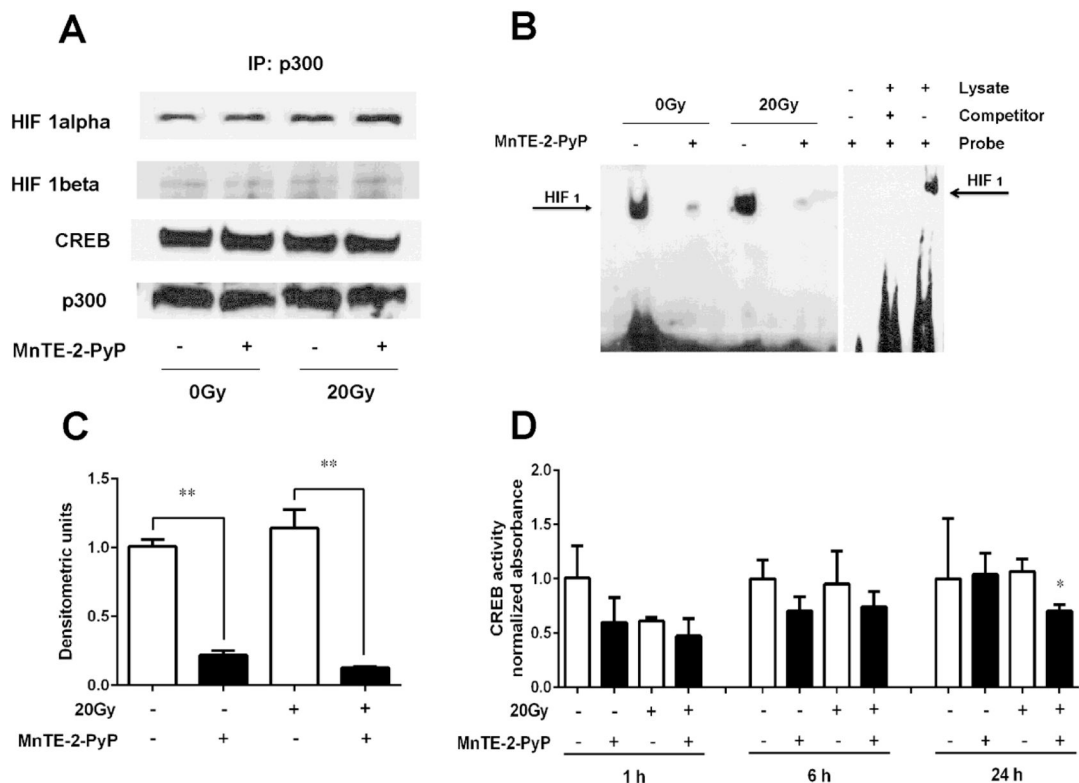 A
IP: p300
HIF 1alpha
HIF 1beta
CREB
p300
MnTE-2-PyP - + - +
0Gy 20Gy
B
0Gy 20Gy
MnTE-2-PyP - + - +
- + + Lysate
- + - Competitor
+ + + Probe
HIF 1
HIF 1
C
Densitometric units
1.5
1.0
0.5
0.0
** **
20Gy - - + +
MnTE-2-PyP - + - +
D
CREB activity
normalized absorbance
2.0
1.5
1.0
0.5
0.0
*
20Gy - - + + - - + + - - + +
MnTE-2-PyP - + - + - + - + - + - +
1 h 6 h 24 h